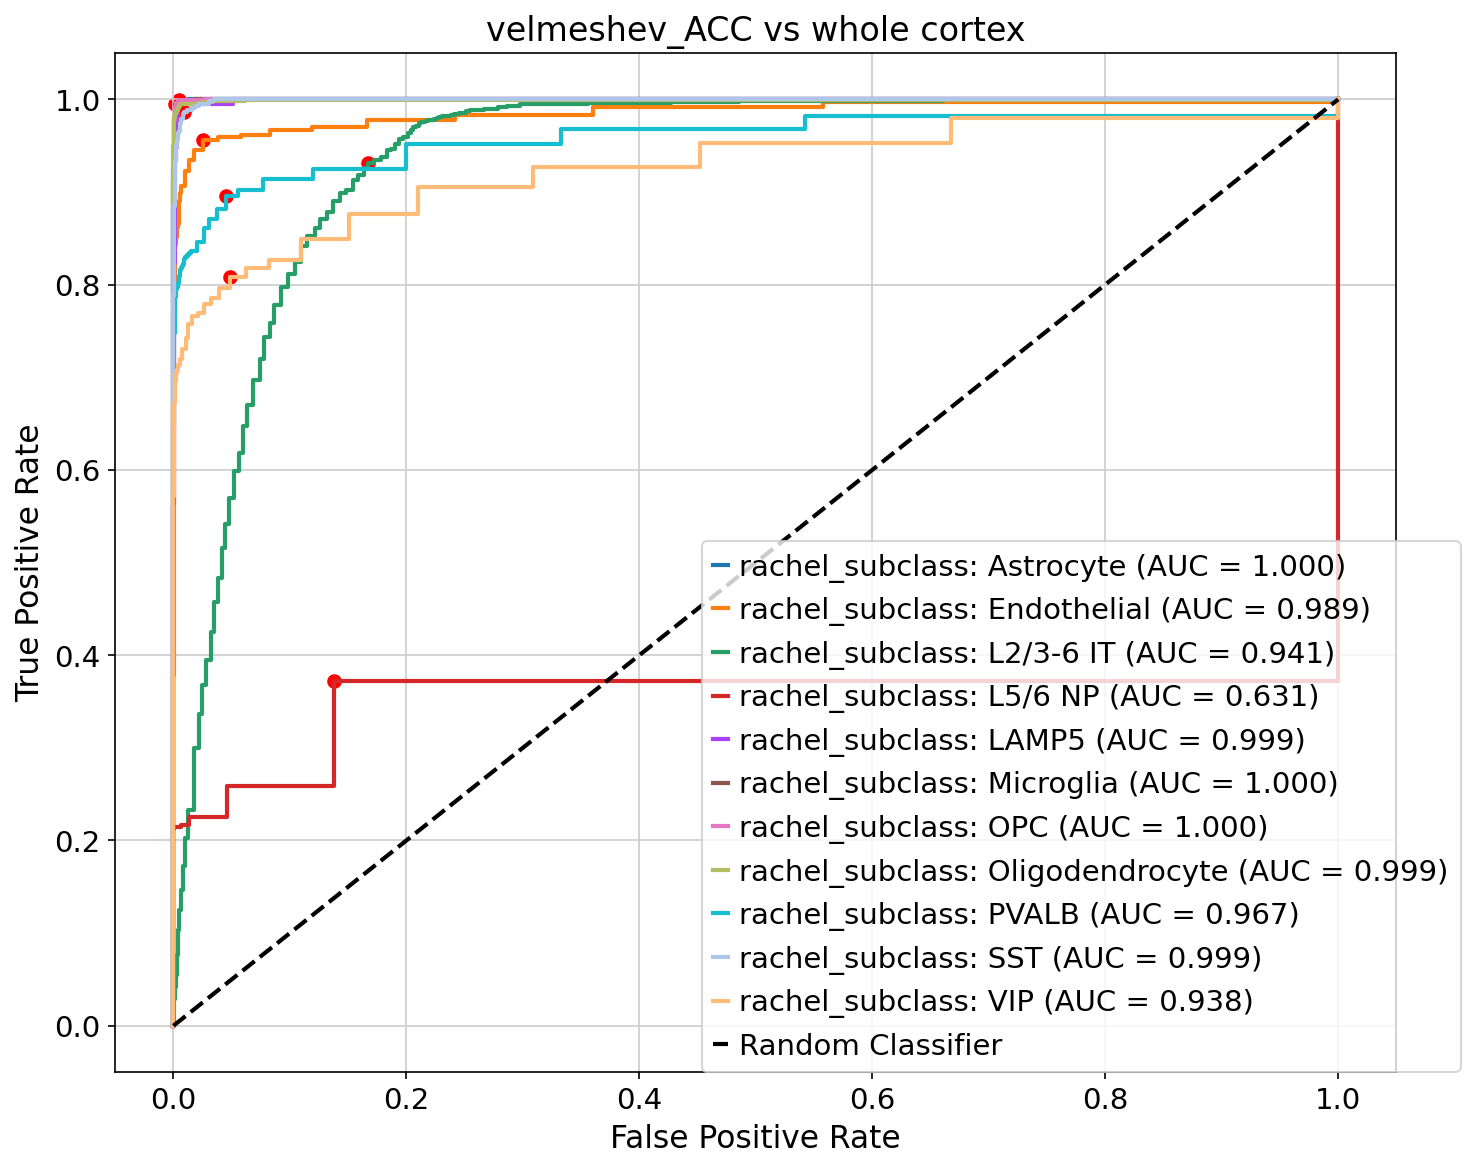 velmeshev_ACC vs whole cortex
True Positive Rate
1.0
0.8
0.6
0.4
0.2
0.0
rachel_subclass: Astrocyte (AUC = 1.000)
rachel_subclass: Endothelial (AUC = 0.989)
rachel_subclass: L2/3-6 IT (AUC = 0.941)
rachel_subclass: L5/6 NP (AUC = 0.631)
rachel_subclass: LAMP5 (AUC = 0.999)
rachel_subclass: Microglia (AUC = 1.000)
rachel_subclass: OPC (AUC = 1.000)
rachel_subclass: Oligodendrocyte (AUC = 0.999)
rachel_subclass: PVALB (AUC = 0.967)
rachel_subclass: SST (AUC = 0.999)
rachel_subclass: VIP (AUC = 0.938)
Random Classifier
0.0 0.2 0.4 0.6 0.8 1.0
False Positive Rate